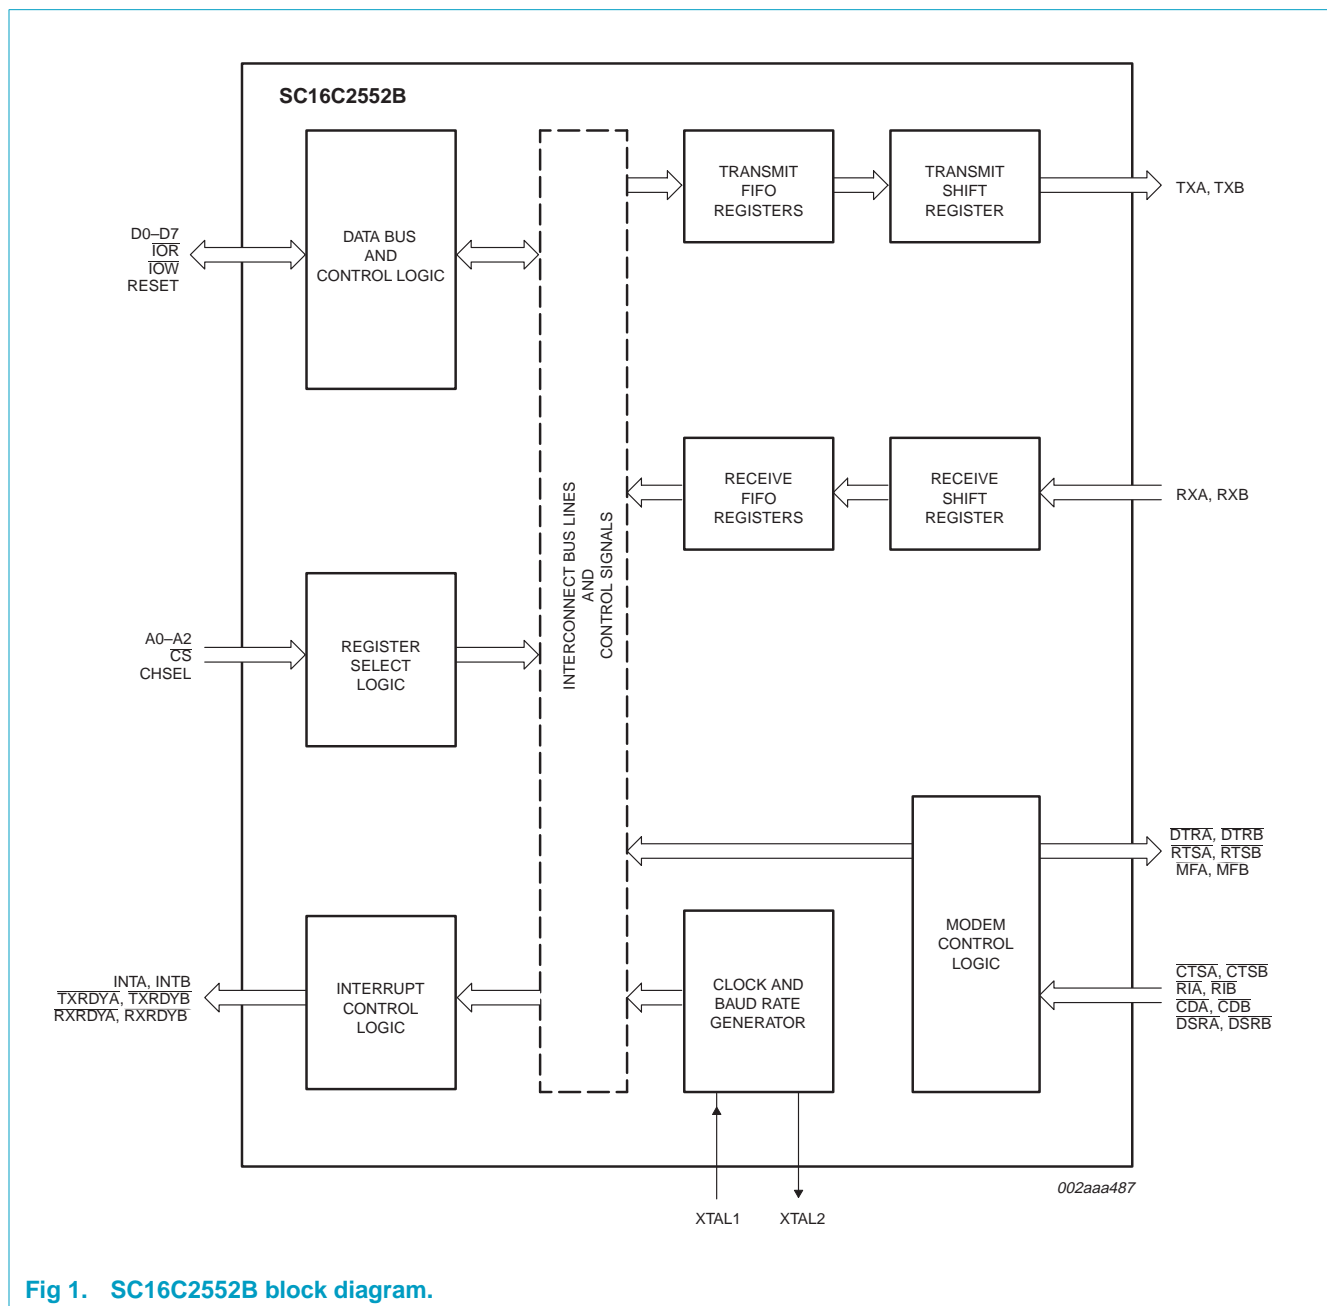 SC16C2552B
D0–D7
IOR
IOW
RESET
DATA BUS
AND
CONTROL LOGIC
TRANSMIT
FIFO
REGISTERS
TRANSMIT
SHIFT
REGISTER
TXA, TXB
RECEIVE
FIFO
REGISTERS
RECEIVE
SHIFT
REGISTER
RXA, RXB
INTERCONNECT BUS LINES
AND
CONTROL SIGNALS
A0–A2
CS
CHSEL
REGISTER
SELECT
LOGIC
DTRA, DTRB
RTSA, RTSB
MFA, MFB
MODEM
CONTROL
LOGIC
CTSA, CTSB
RIA, RIB
CDA, CDB
DSRA, DSRB
INTA, INTB
TXRDYA, TXRDYB
RXRDYA, RXRDYB
INTERRUPT
CONTROL
LOGIC
CLOCK AND
BAUD RATE
GENERATOR
XTAL1
XTAL2
002aaa487
Fig 1. SC16C2552B block diagram.